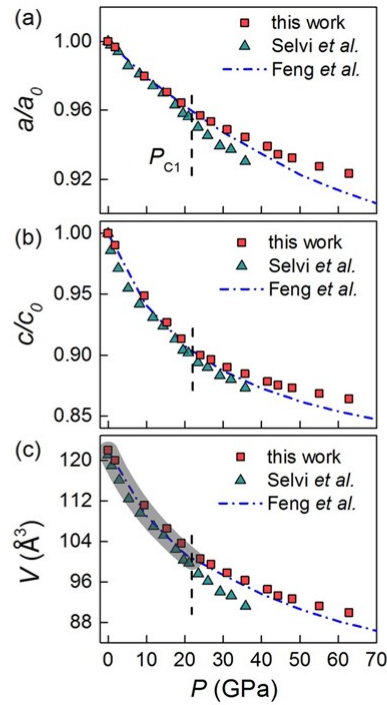 (a)
this work
Selvi et al.
Feng et al.
1.00
0.96
0.92
a/a0
PC1
(b)
this work
Selvi et al.
Feng et al.
1.00
0.95
0.90
0.85
c/c0
(c)
this work
Selvi et al.
Feng et al.
120
112
104
96
88
V (Å³)
0 10 20 30 40 50 60 70
P (GPa)